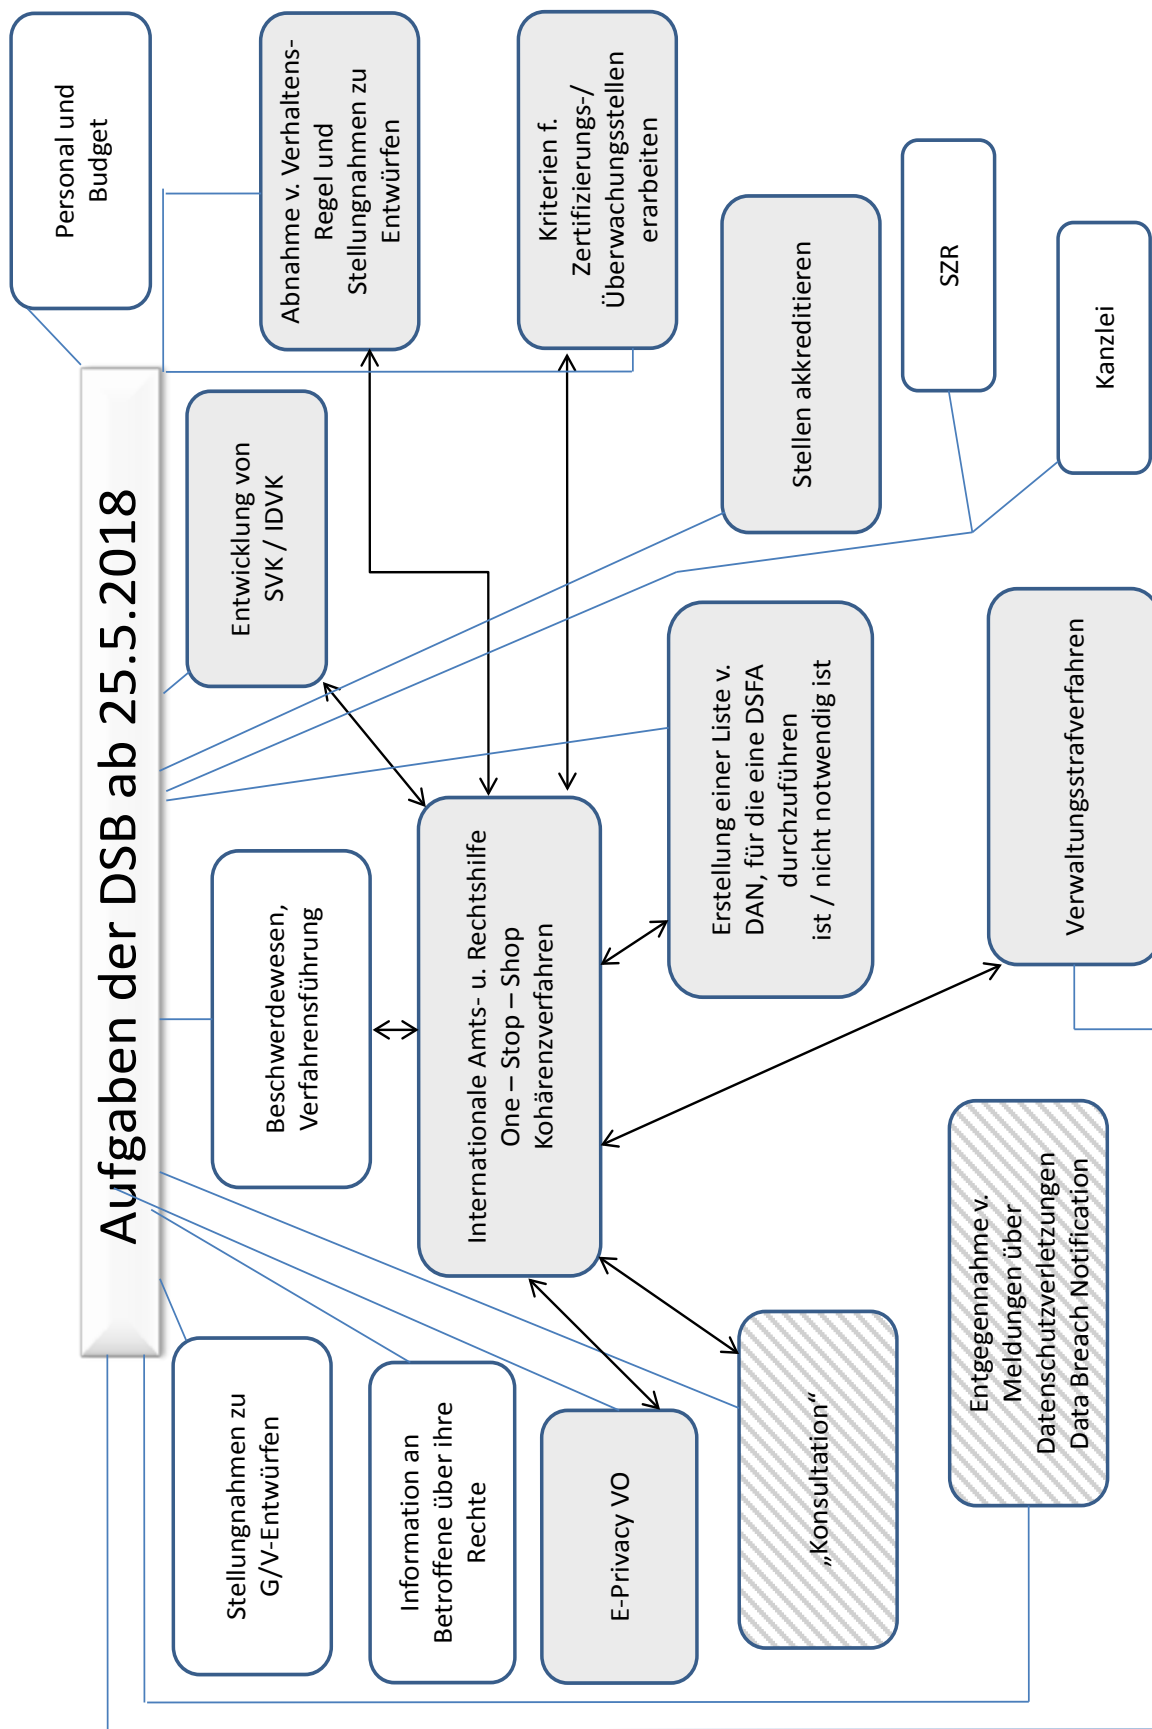 Aufgaben der DSB ab 25.5.2018
Personal und
Budget
Stellungnahmen zu
G/V-Entwürfen
Beschwerdewesen,
Verfahrensführung
Entwicklung von
SVK / IDVK
Abnahme v. Verhaltens-
Regel und
Stellungnahmen zu
Entwürfen
Information an
Betroffene über ihre
Rechte
Internationale Amts- u. Rechtshilfe
One – Stop – Shop
Kohärenzverfahren
Kriterien f.
Zertifizierungs-/
Überwachungsstellen
erarbeiten
E-Privacy VO
Erstellung einer Liste v.
DAN, für die eine DSFA
durchzuführen
ist / nicht notwendig ist
Stellen akkreditieren
„Konsultation“
SZR
Entgegennahme v.
Meldungen über
Datenschutzverletzungen
Data Breach Notification
Verwaltungsstrafverfahren
Kanzlei